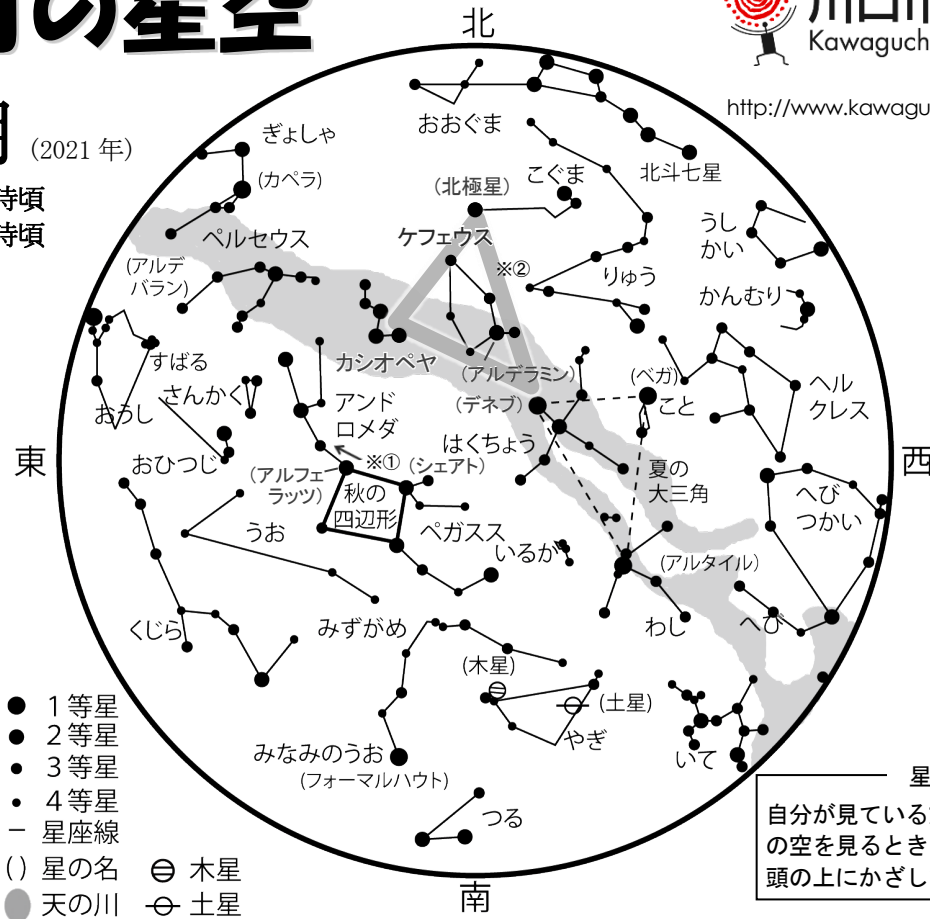 の星空
北
Kawaguch
http://www.kawagu
(2021年)
時頃
時頃
おおぐま
北斗七星
ぎょしゃ
(カペラ)
(北極星)
こぐま
うし
かい
ペルセウス
ケフェウス
※②
りゅう
(アルデ
バラン)
かんむり
すばる
カシオペヤ
(アルデラミン)
(ベガ)
こと
ヘル
クレス
さんかく
おうし
アンド
ロメダ
(デネブ)
はくちょう
東
西
おひつじ
※①
(シェアト)
(アルフェ
ラッツ)
秋の
四辺形
夏の
大三角
へび
つかい
うお
ペガスス
いるか
(アルタイル)
くじら
みずがめ
わし
へび
(木星)
(土星)
やぎ
いて
みなみのうお
(フォーマルハウト)
つる
南
1等星
2等星
3等星
4等星
星座線
()星の名
木星
天の川
土星
星
自分が見ている
の空を見るとき
頭の上にかざし